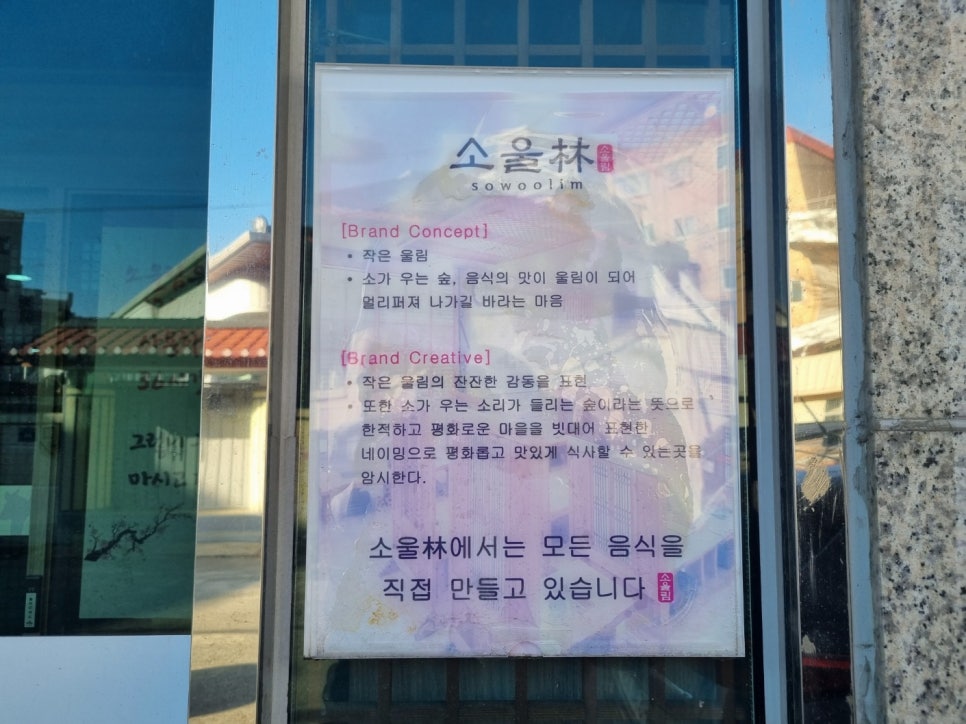 소울林 소울림
sowoolim
[Brand Concept]
• 작은 울림
• 소가 우는 숲, 음식의 맛이 울림이 되어
멀리퍼져 나가길 바라는 마음
[Brand Creative]
• 작은 울림의 잔잔한 감동을 표현
• 또한 소가 우는 소리가 들리는 숲이라는 뜻으로
한적하고 평화로운 마을을 빗대어 표현한
네이밍으로 평화롭고 맛있게 식사할 수 있는곳을
암시한다.
소울林에서는 모든 음식을
직접 만들고 있습니다 소울림